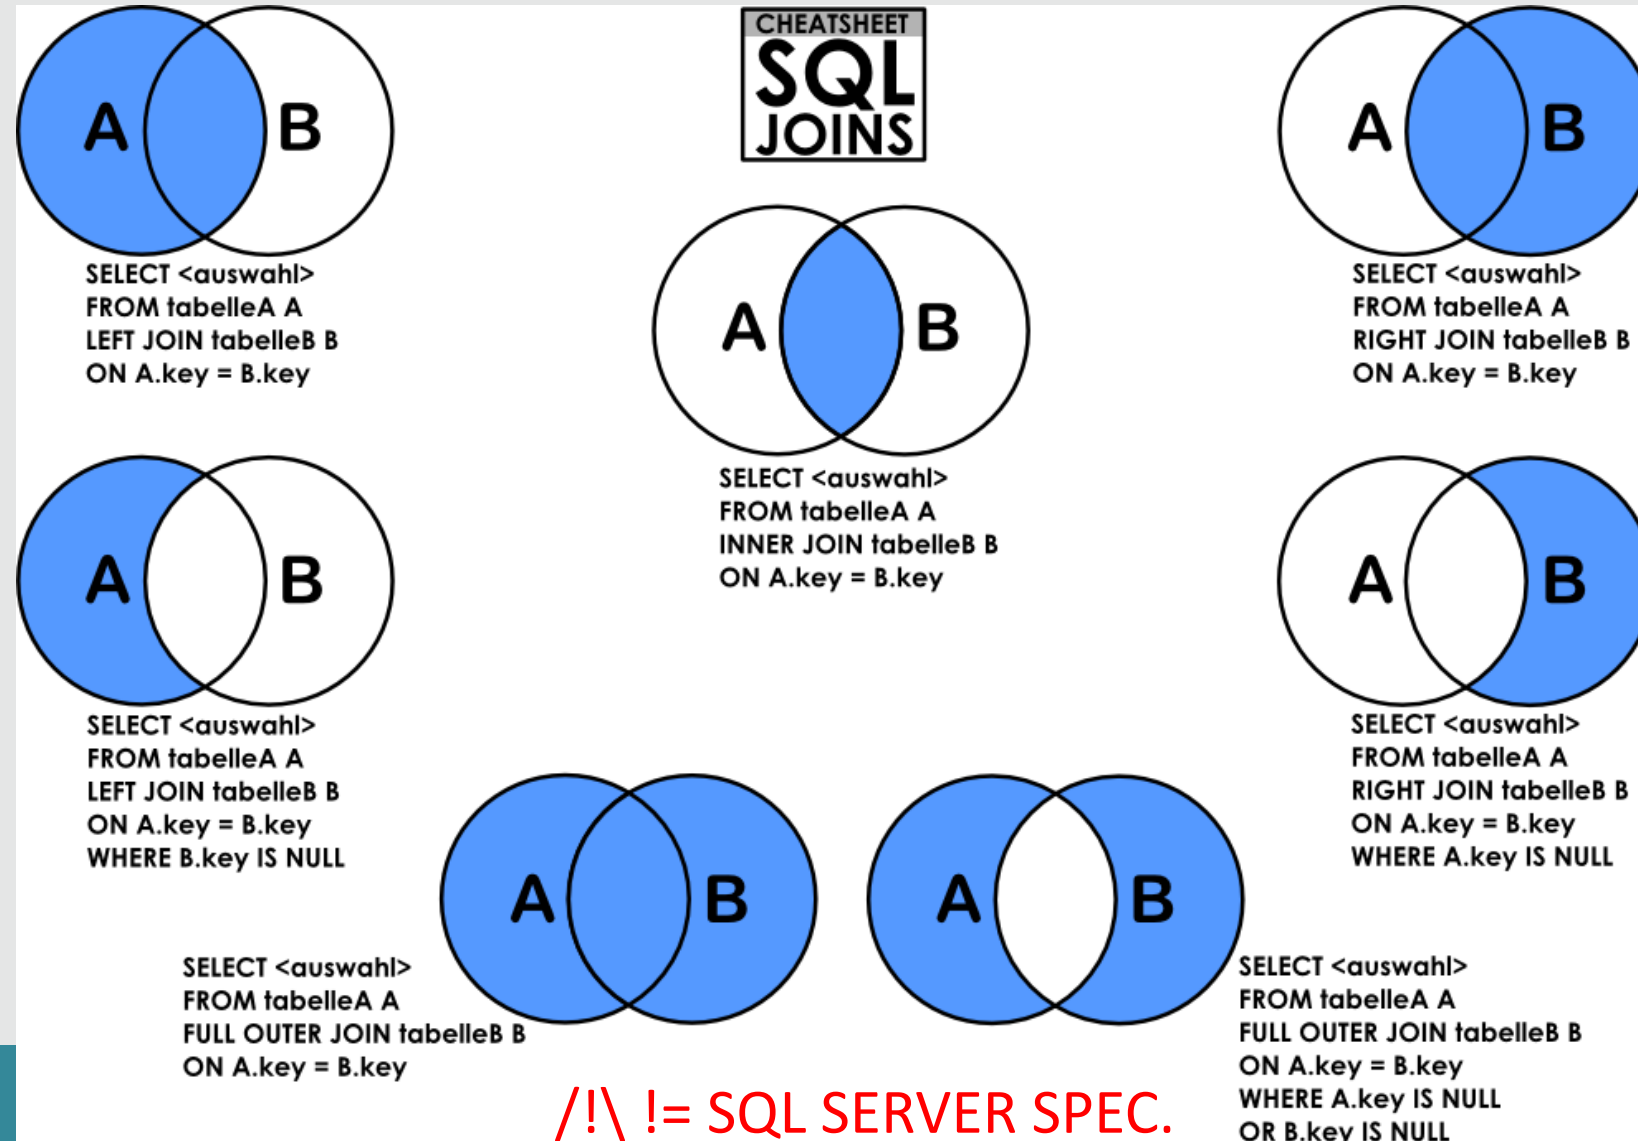 CHEATSHEET
SQL
JOINS
A B
SELECT <auswahl>
FROM tabelleA A
LEFT JOIN tabelleB B
ON A.key = B.key
A B
SELECT <auswahl>
FROM tabelleA A
INNER JOIN tabelleB B
ON A.key = B.key
A B
SELECT <auswahl>
FROM tabelleA A
RIGHT JOIN tabelleB B
ON A.key = B.key
A B
SELECT <auswahl>
FROM tabelleA A
LEFT JOIN tabelleB B
ON A.key = B.key
WHERE B.key IS NULL
A B
SELECT <auswahl>
FROM tabelleA A
RIGHT JOIN tabelleB B
ON A.key = B.key
WHERE A.key IS NULL
A B
SELECT <auswahl>
FROM tabelleA A
FULL OUTER JOIN tabelleB B
ON A.key = B.key
A B
SELECT <auswahl>
FROM tabelleA A
FULL OUTER JOIN tabelleB B
ON A.key = B.key
WHERE A.key IS NULL
OR B.key IS NULL
/!\ != SQL SERVER SPEC.